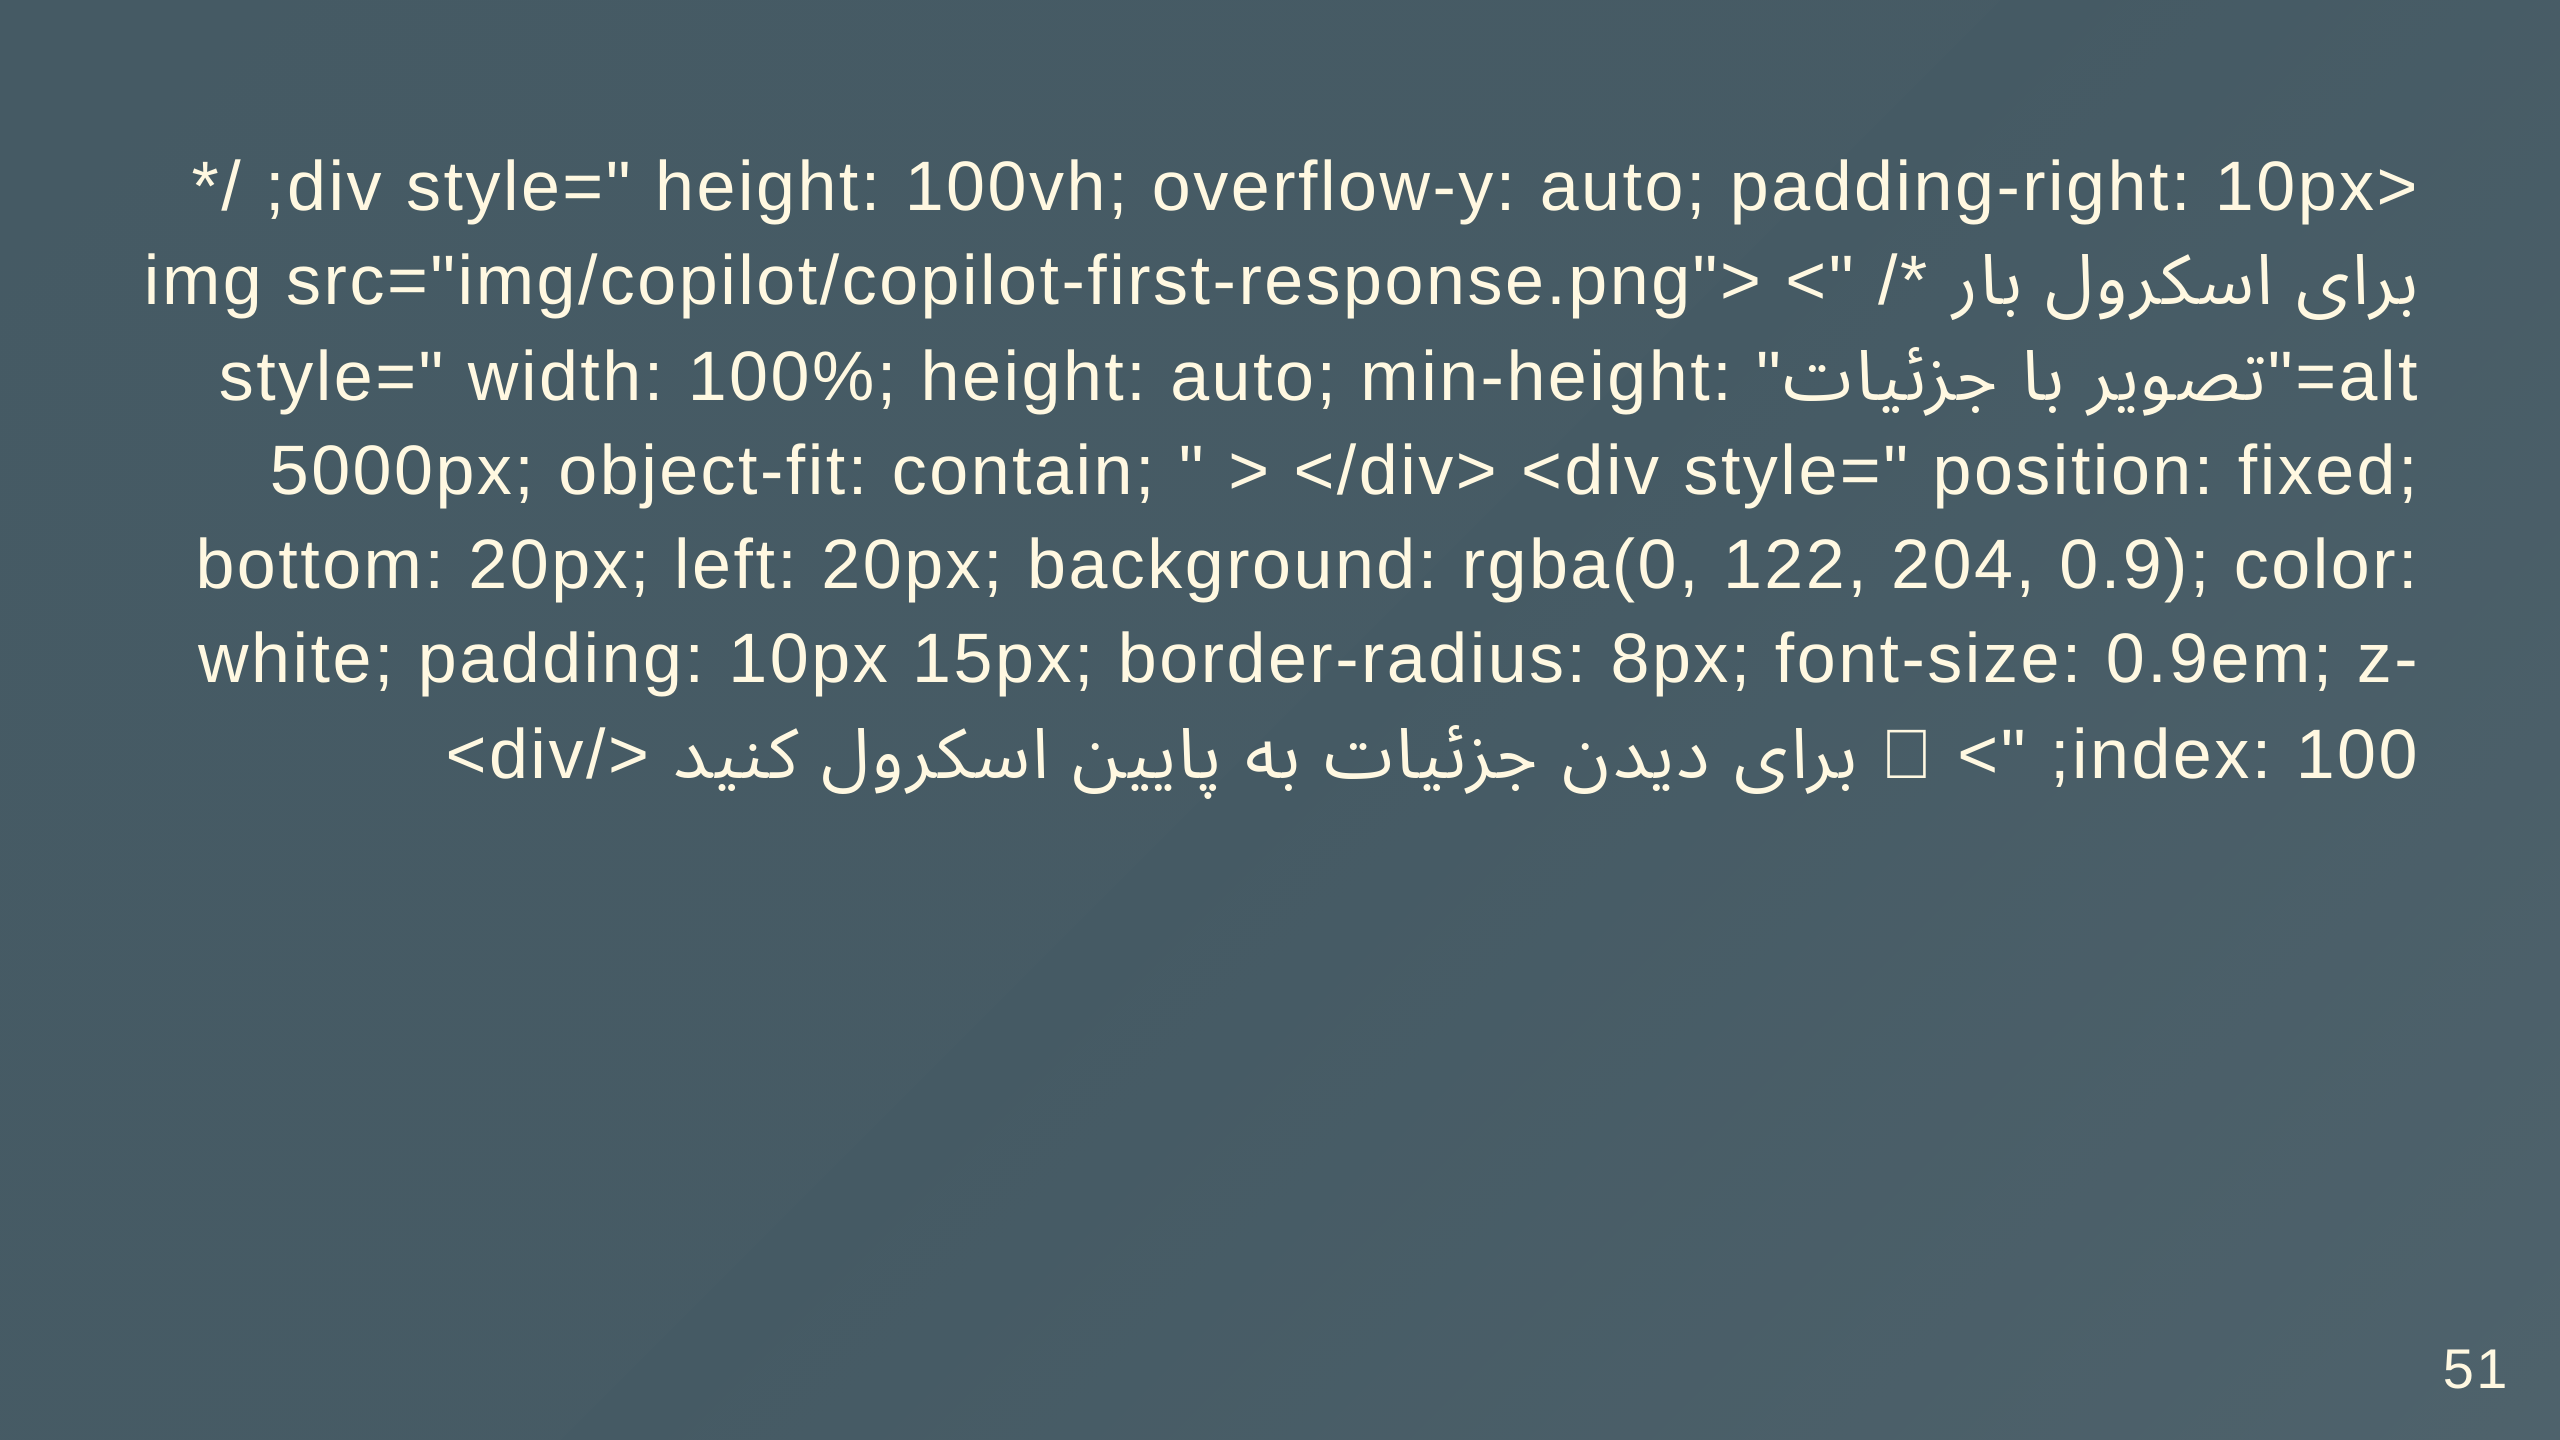 <div style=" height: 100vh; overflow-y: auto; padding-right: 10px; /*
برای اسکرول بار */ "> <img src="img/copilot/copilot-first-response.png"
alt="تصویر با جزئیات" style=" width: 100%; height: auto; min-height:
5000px; object-fit: contain; " > </div> <div style=" position: fixed;
bottom: 20px; left: 20px; background: rgba(0, 122, 204, 0.9); color:
white; padding: 10px 15px; border-radius: 8px; font-size: 0.9em; z-
index: 100; "> برای دیدن جزئیات به پایین اسکرول کنید </div>
51